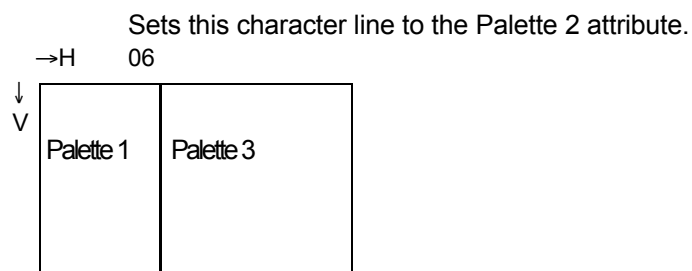 Sets this character line to the Palette 2 attribute.
→H 06
↓
V
Palette 1 Palette 3